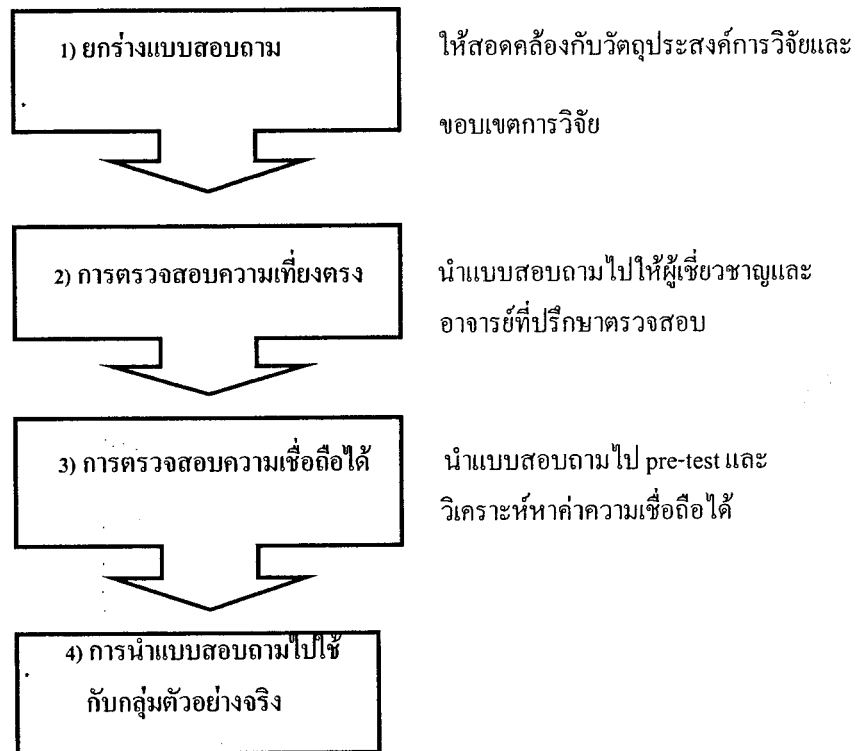 1) ยกร่างแบบสอบถาม
ให้สอดคล้องกับวัตถุประสงค์การวิจัยและ
ขอบเขตการวิจัย
2) การตรวจสอบความเที่ยงตรง
นำแบบสอบถามไปให้ผู้เชี่ยวชาญและ
อาจารย์ที่ปรึกษาตรวจสอบ
3) การตรวจสอบความเชื่อถือได้
นำแบบสอบถามไป pre-test และ
วิเคราะห์หาค่าความเชื่อถือได้
4) การนำแบบสอบถามไปใช้
กับกลุ่มตัวอย่างจริง